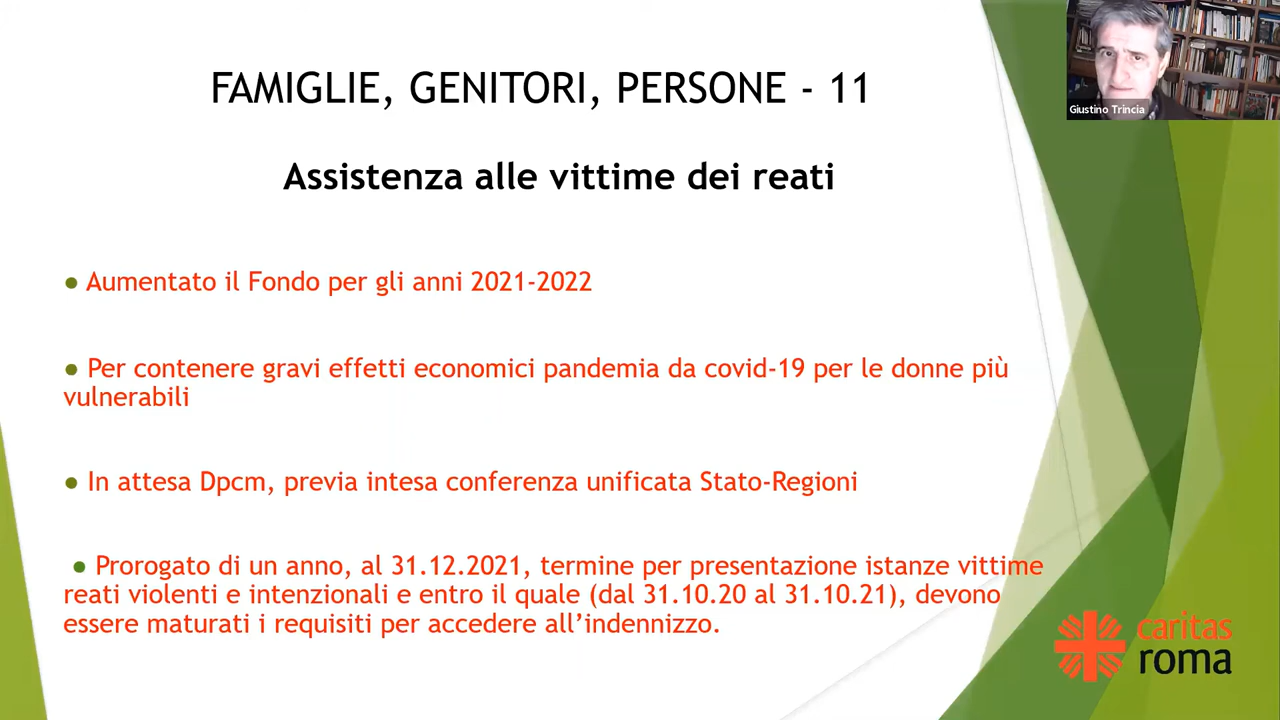 FAMIGLIE, GENITORI, PERSONE - 11
Giustino Trincia
Assistenza alle vittime dei reati
● Aumentato il Fondo per gli anni 2021-2022
● Per contenere gravi effetti economici pandemia da covid-19 per le donne più
vulnerabili
● In attesa Dpcm, previa intesa conferenza unificata Stato-Regioni
● Prorogato di un anno, al 31.12.2021, termine per presentazione istanze vittime
reati violenti e intenzionali e entro il quale (dal 31.10.20 al 31.10.21), devono
essere maturati i requisiti per accedere all’indennizzo.
caritas
roma